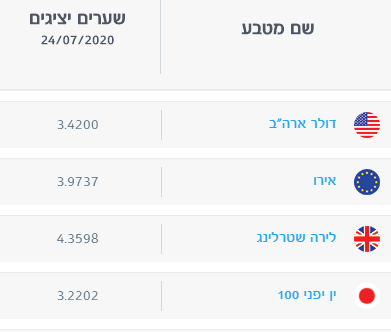 שם מטבע
שערים יציגים
24/07/2020
דולר ארה"ב 3.4200
אירו 3.9737
לירה שטרלינג 4.3598
ין יפני 100 3.2202